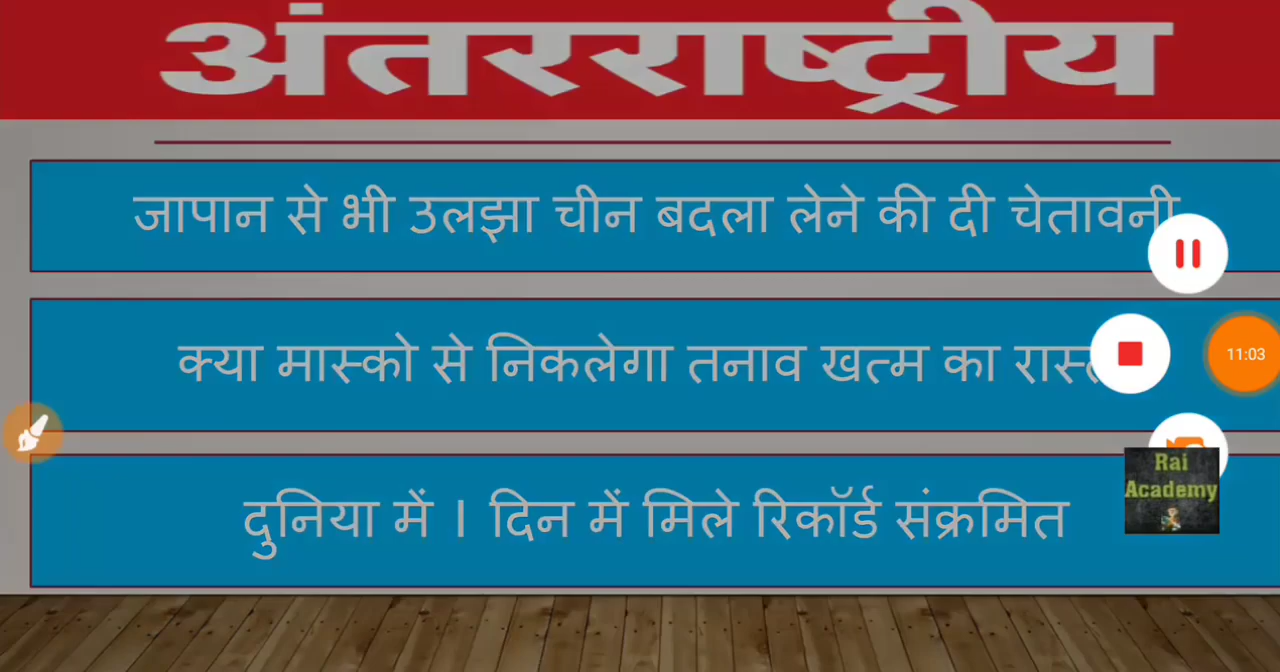 अंतरराष्ट्रीय
जापान से भी उलझा चीन बदला लेने की दी चेतावनी
क्या मास्को से निकलेगा तनाव खत्म का
11:03
दुनिया में । दिन में मिले रिकॉर्ड संक्रमित
Rai
Academy